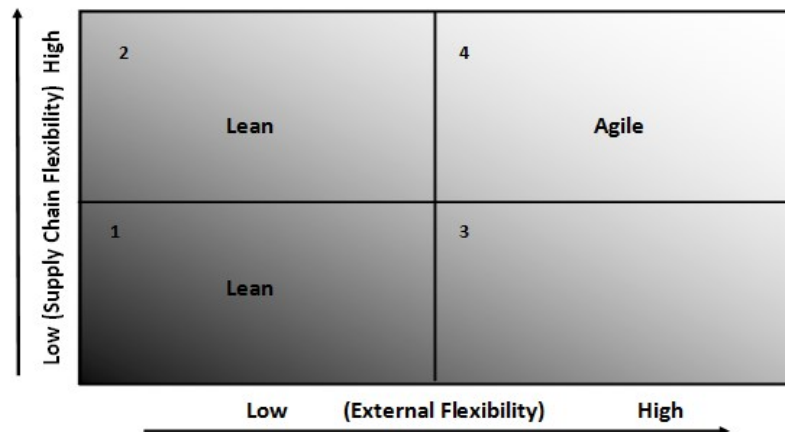 Low (Supply Chain Flexibility) High
2
4
Lean
Agile
1
3
Lean
Low (External Flexibility) High